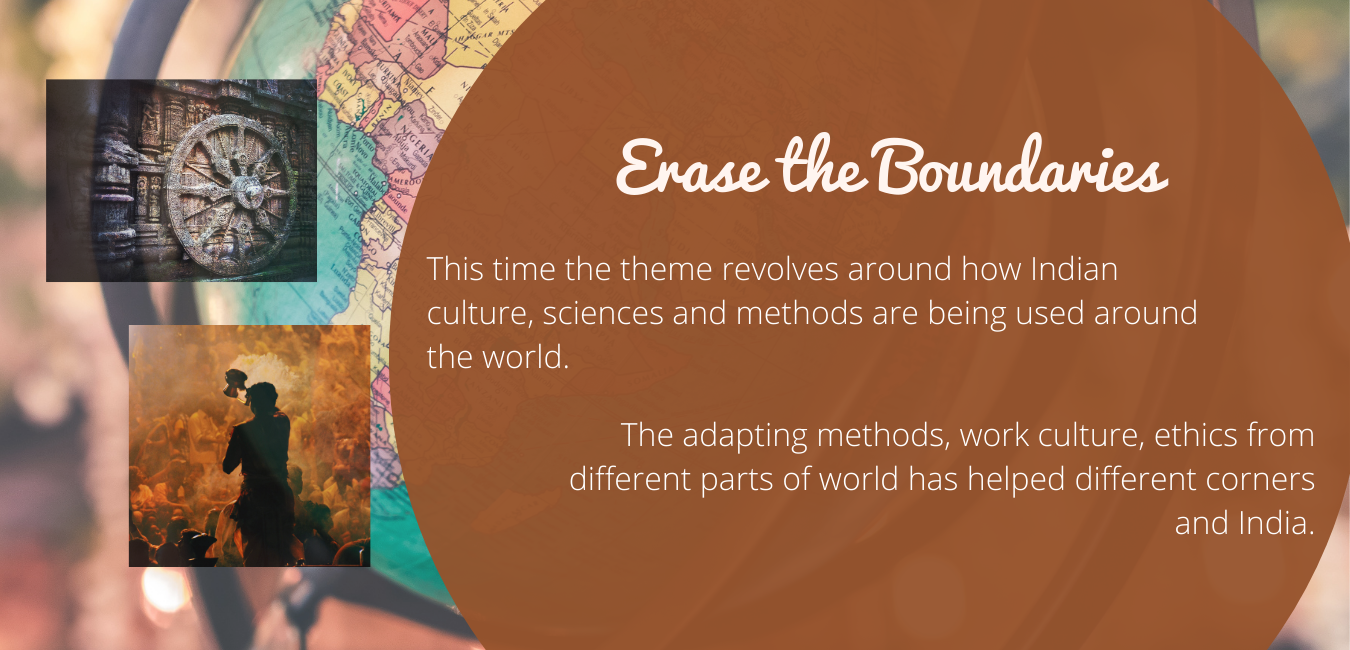 Erase the Boundaries
This time the theme revolves around how Indian
culture, sciences and methods are being used around
the world.
The adapting methods, work culture, ethics from
different parts of world has helped different corners
and India.
NIGERIA